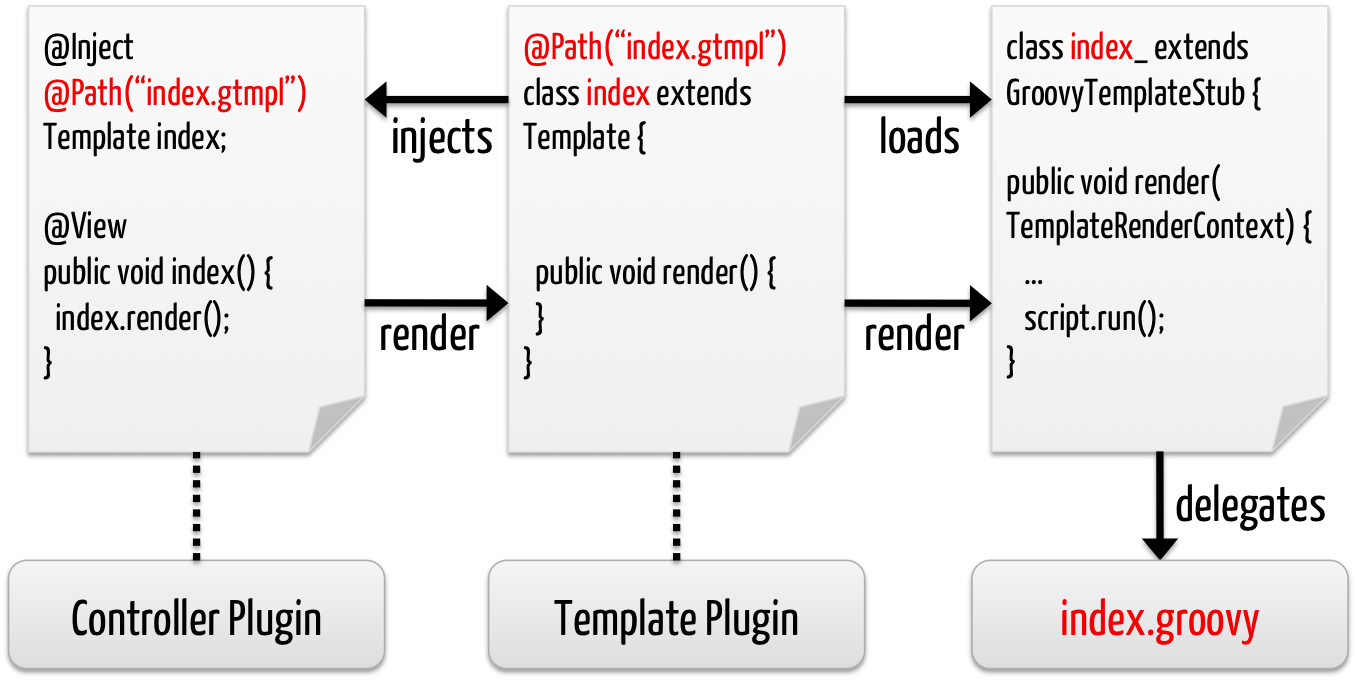 @Inject
@Path(“index.gtmpl”)
Template index;
@View
public void index() {
index.render();
}
injects
render
@Path(“index.gtmpl”)
class index extends
Template {
public void render() {
}
}
loads
render
class index_ extends
GroovyTemplateStub {
public void render(
TemplateRenderContext) {
...
script.run();
}
delegates
Controller Plugin
Template Plugin
index.groovy